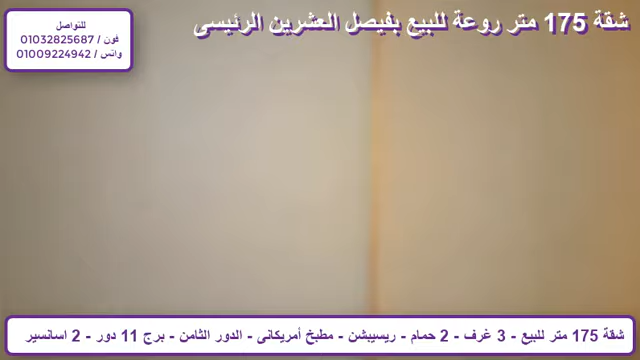 شقة 175 متر روعة للبيع بفيصل العشرين الرئيسى
للتواصل
فون / 01032825687
واتس / 01009224942
شقة 175 متر للبيع - 3 غرف - 2 حمام - ريسيبشن - مطبخ أمريكانى - الدور الثامن - برج 11 دور - 2 اسانسير